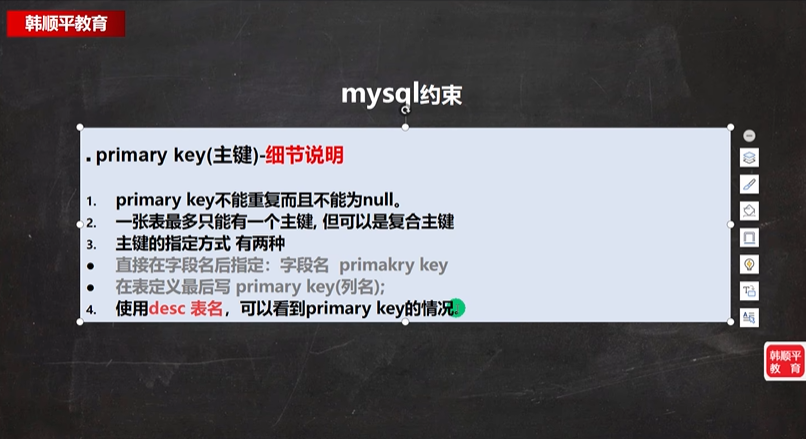 韩顺平教育
mysql约束
. primary key(主键)-细节说明
1. primary key不能重复而且不能为null。
2. 一张表最多只能有一个主键, 但可以是复合主键
3. 主键的指定方式 有两种
● 直接在字段名后指定：字段名 primakry key
● 在表定义最后写 primary key(列名);
4. 使用desc 表名，可以看到primary key的情况。
韩顺平
教 育